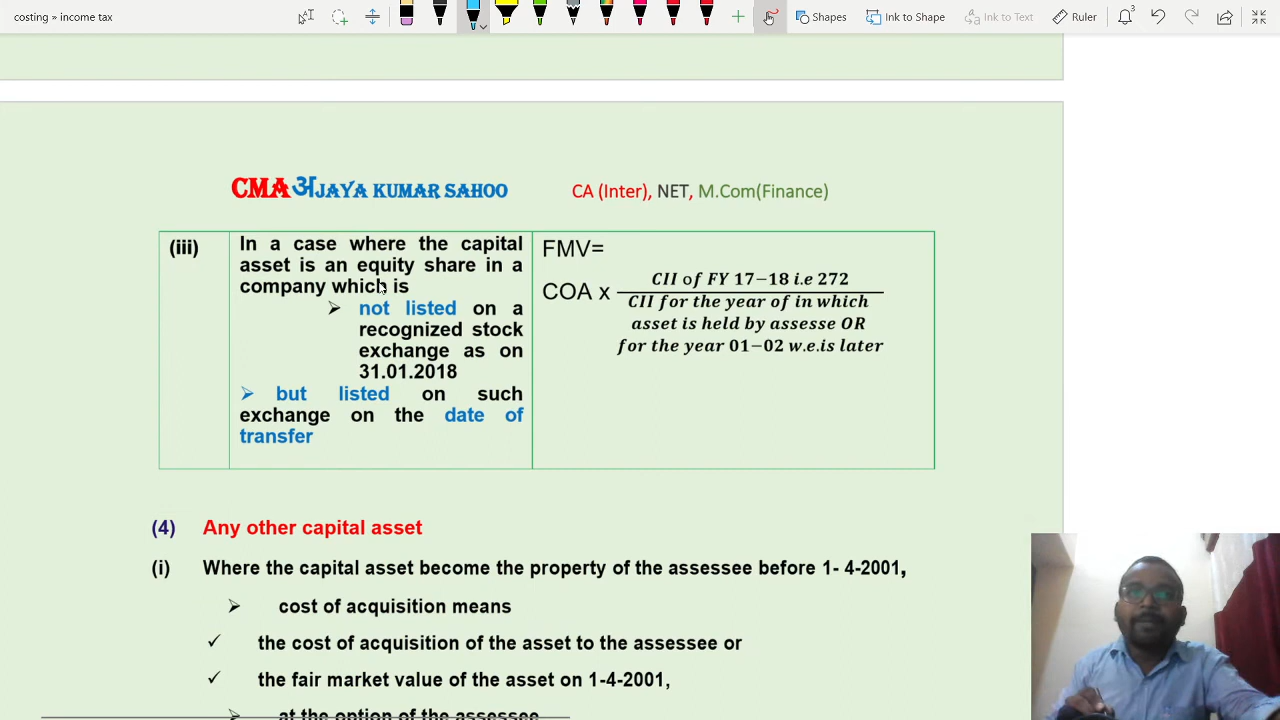 costing » income tax
Shapes
Ink to Shape
Ink to Text
Ruler
CMA अJAYA KUMAR SAHOO
CA (Inter), NET, M.Com(Finance)
(iii)
In a case where the capital
asset is an equity share in a
company which is
➢ not listed on a
recognized stock
exchange as on
31.01.2018
➢ but listed on such
exchange on the date of
transfer
FMV=
COA x
CII of FY 17−18 i.e 272
CII for the year of in which
asset is held by assesse OR
for the year 01−02 w.e.is later
(4) Any other capital asset
(i) Where the capital asset become the property of the assessee before 1- 4-2001,
➢ cost of acquisition means
✓ the cost of acquisition of the asset to the assessee or
✓ the fair market value of the asset on 1-4-2001,
➢ at the option of the assessee